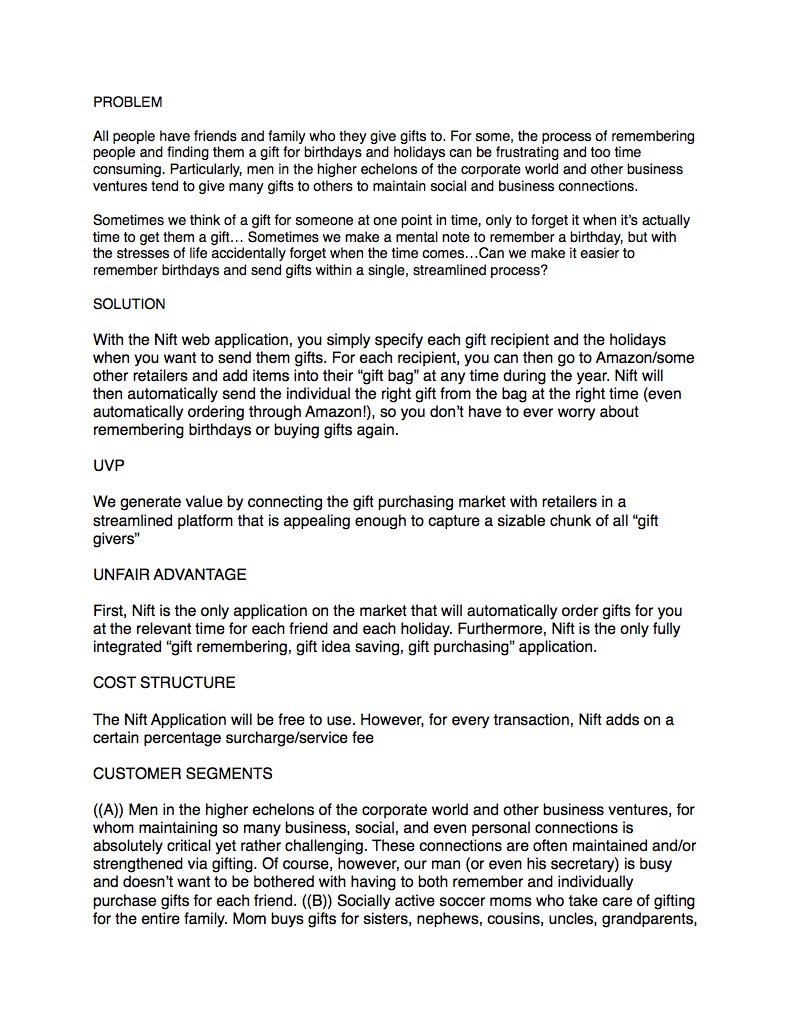 PROBLEM
All people have friends and family who they give gifts to. For some, the process of remembering
people and finding them a gift for birthdays and holidays can be frustrating and too time
consuming. Particularly, men in the higher echelons of the corporate world and other business
ventures tend to give many gifts to others to maintain social and business connections.
Sometimes we think of a gift for someone at one point in time, only to forget it when it’s actually
time to get them a gift… Sometimes we make a mental note to remember a birthday, but with
the stresses of life accidentally forget when the time comes…Can we make it easier to
remember birthdays and send gifts within a single, streamlined process?
SOLUTION
With the Nift web application, you simply specify each gift recipient and the holidays
when you want to send them gifts. For each recipient, you can then go to Amazon/some
other retailers and add items into their “gift bag” at any time during the year. Nift will
then automatically send the individual the right gift from the bag at the right time (even
automatically ordering through Amazon!), so you don’t have to ever worry about
remembering birthdays or buying gifts again.
UVP
We generate value by connecting the gift purchasing market with retailers in a
streamlined platform that is appealing enough to capture a sizable chunk of all “gift
givers”
UNFAIR ADVANTAGE
First, Nift is the only application on the market that will automatically order gifts for you
at the relevant time for each friend and each holiday. Furthermore, Nift is the only fully
integrated “gift remembering, gift idea saving, gift purchasing” application.
COST STRUCTURE
The Nift Application will be free to use. However, for every transaction, Nift adds on a
certain percentage surcharge/service fee
CUSTOMER SEGMENTS
((A)) Men in the higher echelons of the corporate world and other business ventures, for
whom maintaining so many business, social, and even personal connections is
absolutely critical yet rather challenging. These connections are often maintained and/or
strengthened via gifting. Of course, however, our man (or even his secretary) is busy
and doesn’t want to be bothered with having to both remember and individually
purchase gifts for each friend. ((B)) Socially active soccer moms who take care of gifting
for the entire family. Mom buys gifts for sisters, nephews, cousins, uncles, grandparents,